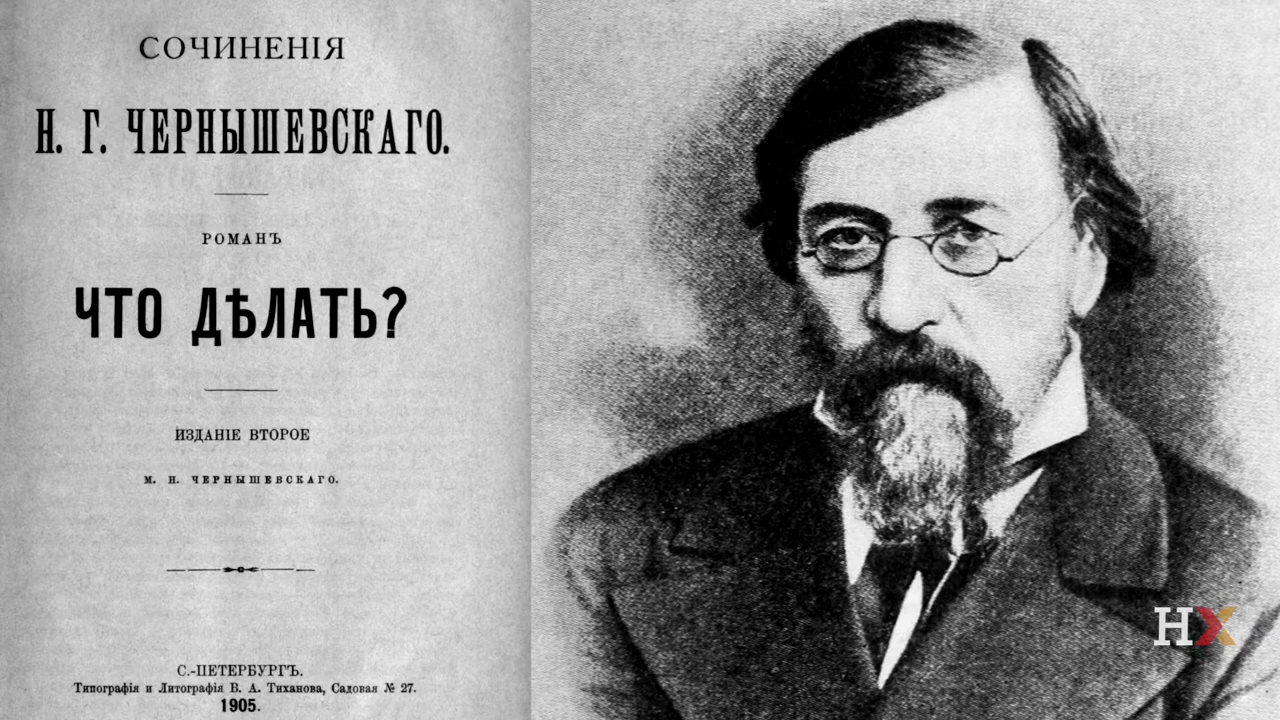 СОЧИНЕНІЯ
Н. Г. ЧЕРНЫШЕВСКАГО.
РОМАНЪ
ЧТО ДѢЛАТЬ?
ИЗДАНІЕ ВТОРОЕ
М. Н. ЧЕРНЫШЕВСКАГО.
С.-ПЕТЕРБУРГЪ.
Типографія и Литографія В. А. Тиханова, Садовая № 27.
1905.
HX